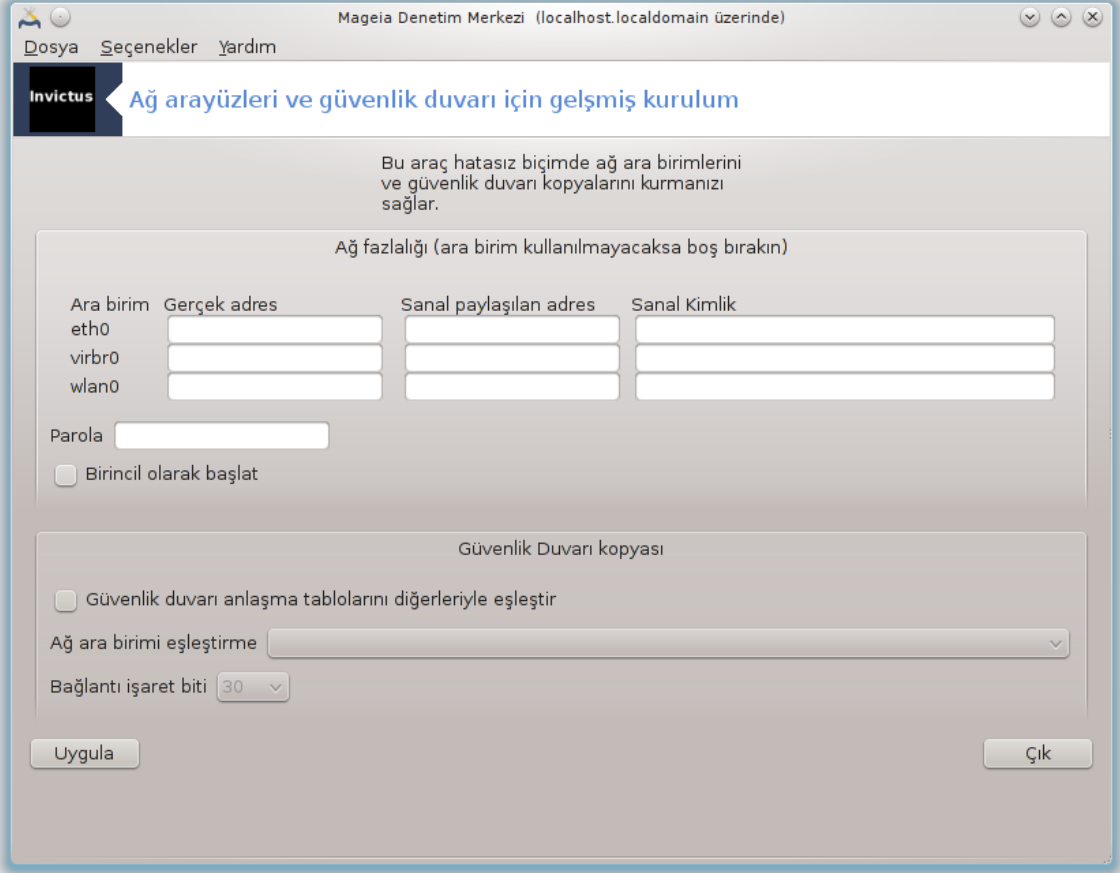 Mageia Denetim Merkezi (localhost.localdomain üzerinde)
Dosya Seçenekler Yardım
Invictus
Ağ arayüzleri ve güvenlik duvarı için gelşmiş kurulum
Bu araç hatasız biçimde ağ ara birimlerini
ve güvenlik duvarı kopyalarını kurmanızı
sağlar.
Ağ fazlalığı (ara birim kullanılmayacaksa boş bırakın)
Ara birim Gerçek adres Sanal paylaşılan adres Sanal Kimlik
eth0
virbr0
wlan0
Parola
Birincil olarak başlat
Güvenlik Duvarı kopyası
Güvenlik duvarı anlaşma tablolarını diğerleriyle eşleştir
Ağ ara birimi eşleştirme
Bağlantı işaret biti 30
Uygula Çık